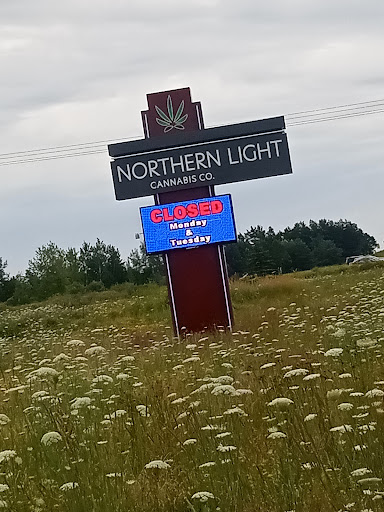 NORTHERN LIGHT
CANNABIS CO.
CLOSED
Monday
&
Tuesday